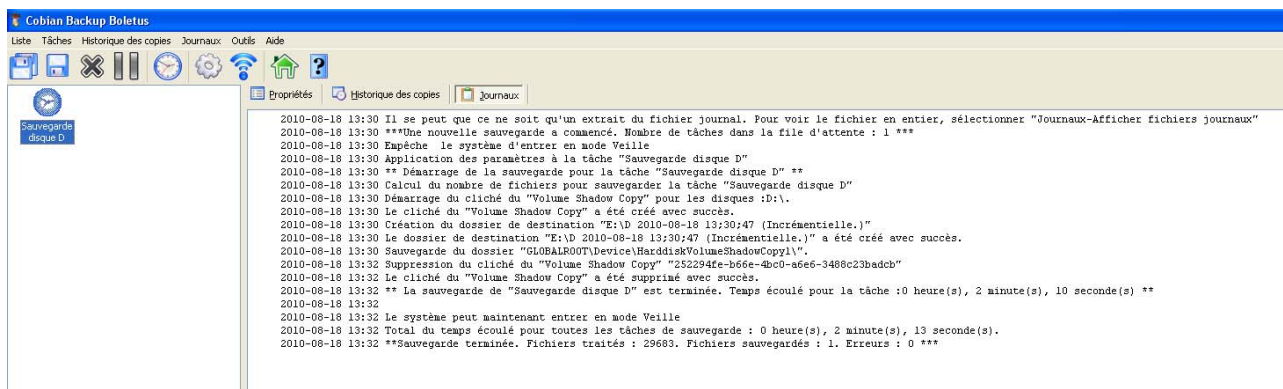 Cobian Backup Boletus
Liste Tâches Historique des copies Journaux Outils Aide
Propriétés Historique des copies Journaux
Sauvegarde
disque D
2010-08-18 13:30 Il se peut que ce ne soit qu'un extrait du fichier journal. Pour voir le fichier en entier, sélectionner "Journaux-Afficher fichiers journaux"
2010-08-18 13:30 ***Une nouvelle sauvegarde a commencé. Nombre de tâches dans la file d'attente : 1 ***
2010-08-18 13:30 Empêche le système d'entrer en mode Veille
2010-08-18 13:30 Application des paramètres à la tâche "Sauvegarde disque D"
2010-08-18 13:30 ** Démarrage de la sauvegarde pour la tâche "Sauvegarde disque D" **
2010-08-18 13:30 Calcul du nombre de fichiers pour sauvegarder la tâche "Sauvegarde disque D"
2010-08-18 13:30 Démarrage du cliché du "Volume Shadow Copy" pour les disques :D:\.
2010-08-18 13:30 Le cliché du "Volume Shadow Copy" a été créé avec succès.
2010-08-18 13:30 Création du dossier de destination "E:\D 2010-08-18 13;30;47 (Incrémentielle.)"
2010-08-18 13:30 Le dossier de destination "E:\D 2010-08-18 13;30;47 (Incrémentielle.)" a été créé avec succès.
2010-08-18 13:30 Sauvegarde du dossier "GLOBALROOT\Device\HarddiskVolumeShadowCopy1\".
2010-08-18 13:32 Suppression du cliché du "Volume Shadow Copy" "252294fe-b66e-4bc0-a6e6-3488c23badcb"
2010-08-18 13:32 Le cliché du "Volume Shadow Copy" a été supprimé avec succès.
2010-08-18 13:32 ** La sauvegarde de "Sauvegarde disque D" est terminée. Temps écoulé pour la tâche :0 heure(s), 2 minute(s), 10 seconde(s) **
2010-08-18 13:32
2010-08-18 13:32 Le système peut maintenant entrer en mode Veille
2010-08-18 13:32 Total du temps écoulé pour toutes les tâches de sauvegarde : 0 heure(s), 2 minute(s), 13 seconde(s).
2010-08-18 13:32 **Sauvegarde terminée. Fichiers traités : 29683. Fichiers sauvegardés : 1. Erreurs : 0 ***